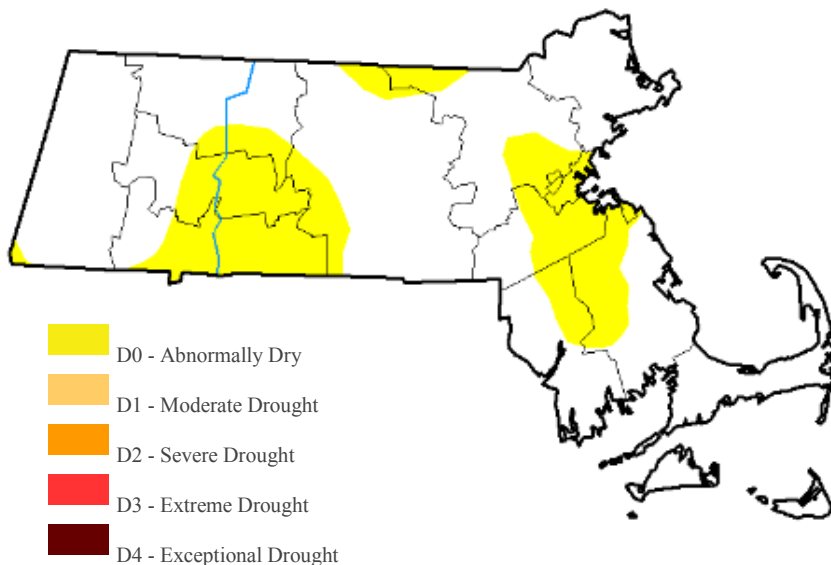 D0 - Abnormally Dry
D1 - Moderate Drought
D2 - Severe Drought
D3 - Extreme Drought
D4 - Exceptional Drought